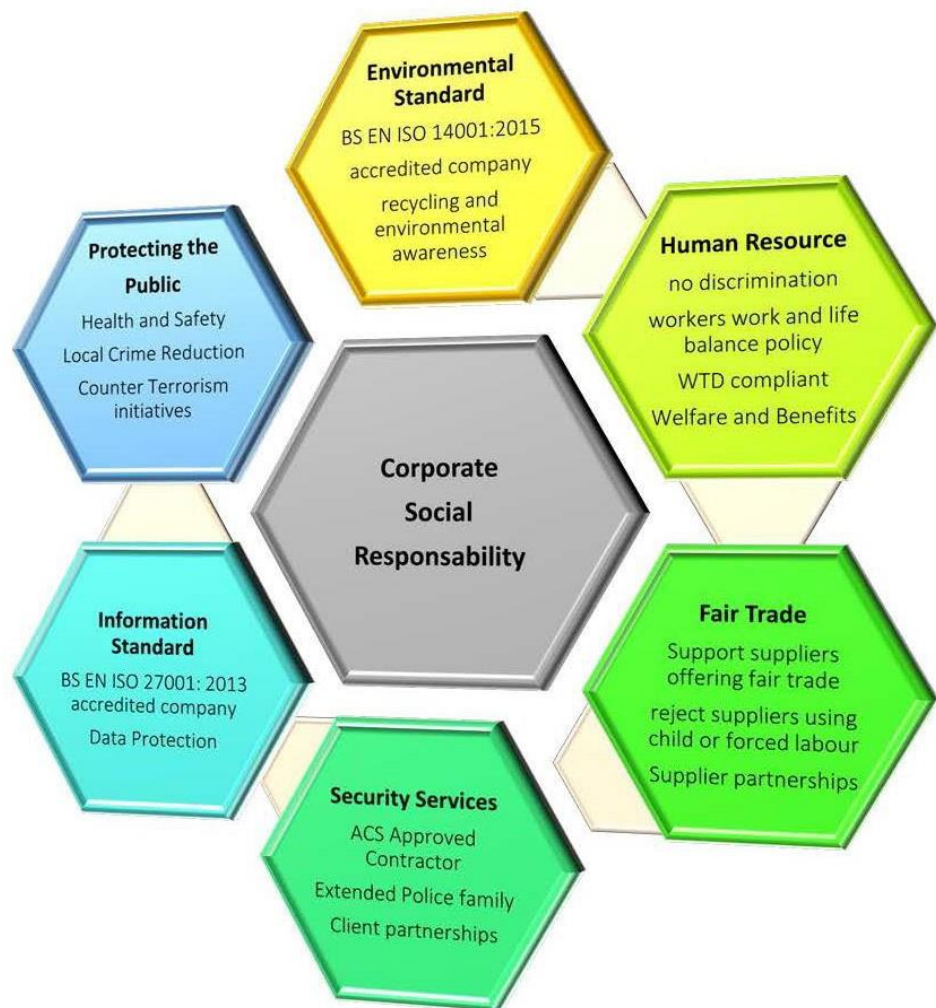 Environmental
Standard
BS EN ISO 14001:2015
accredited company
recycling and
environmental
awareness
Human Resource
no discrimination
workers work and life
balance policy
WTD compliant
Welfare and Benefits
Fair Trade
Support suppliers
offering fair trade
reject suppliers using
child or forced labour
Supplier partnerships
Security Services
ACS Approved
Contractor
Extended Police family
Client partnerships
Information
Standard
BS EN ISO 27001: 2013
accredited company
Data Protection
Protecting the
Public
Health and Safety
Local Crime Reduction
Counter Terrorism
initiatives
Corporate
Social
Responsability